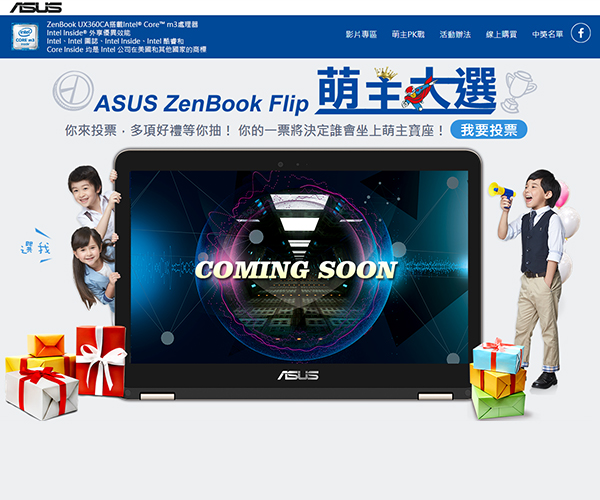 ASUS
ZenBook UX360CA搭載Intel® Core™ m3處理器
Intel Inside® 外享優異效能
Intel、Intel 圖誌、Intel Inside、Intel 酷睿和
Core Inside 均是 Intel 公司在美國和其他國家的商標
intel
CORE m3
inside
影片專區 萌主PK戰 活動辦法 線上購買 中獎名單 f
ASUS ZenBook Flip 萌主大選
你來投票，多項好禮等你抽！ 你的一票將決定誰會坐上萌主寶座！ 我要投票
選我
COMING SOON
ASUS